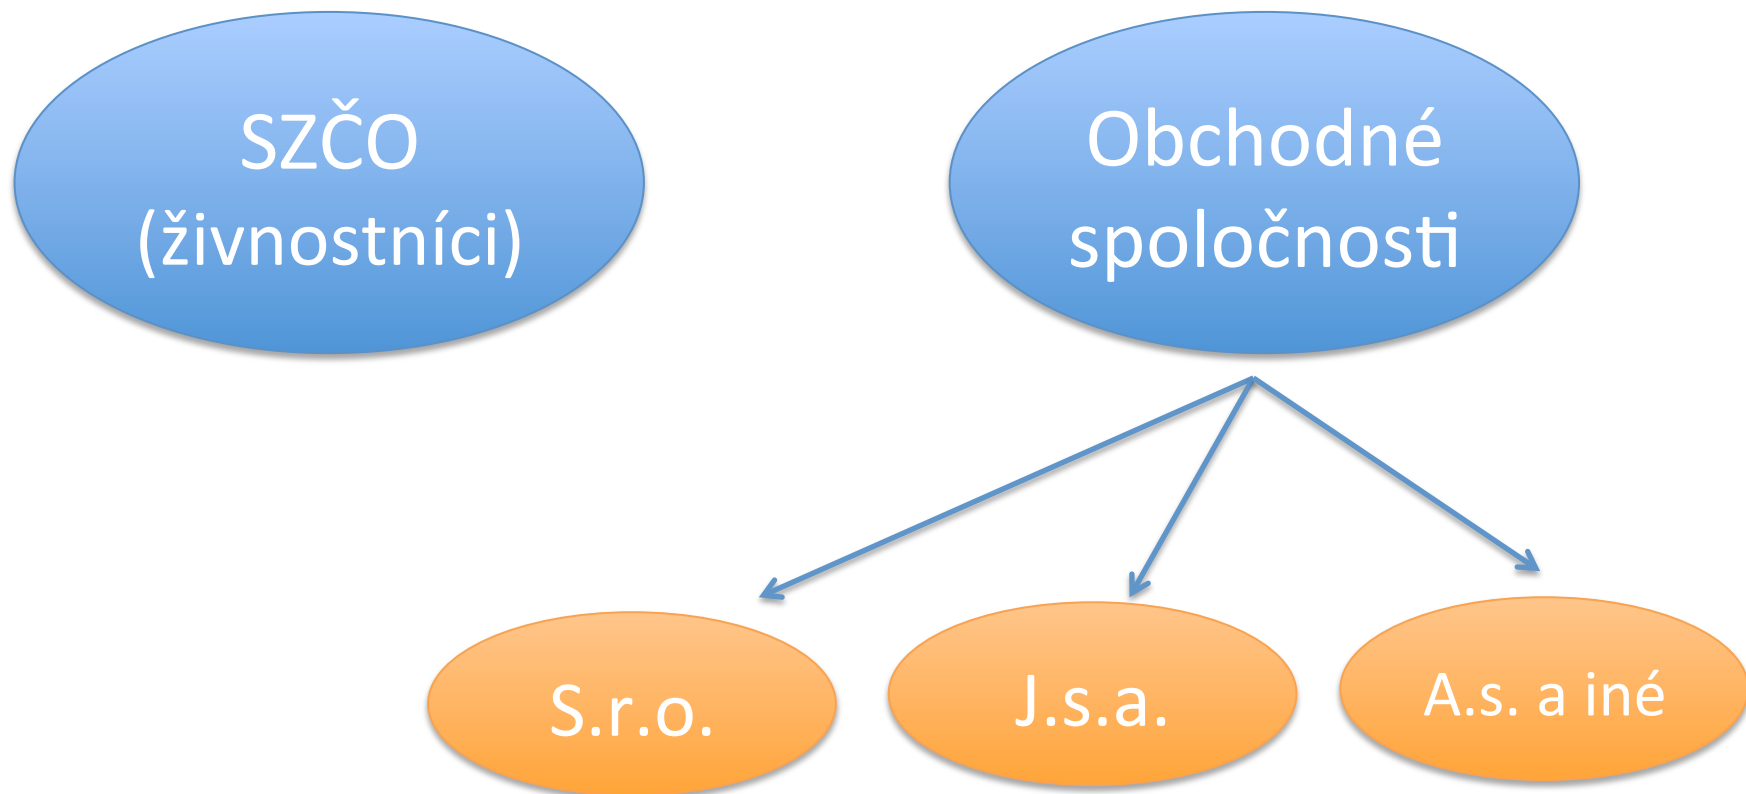 SZČO
(živnostníci)
Obchodné
spoločnosti
S.r.o.
J.s.a.
A.s. a iné